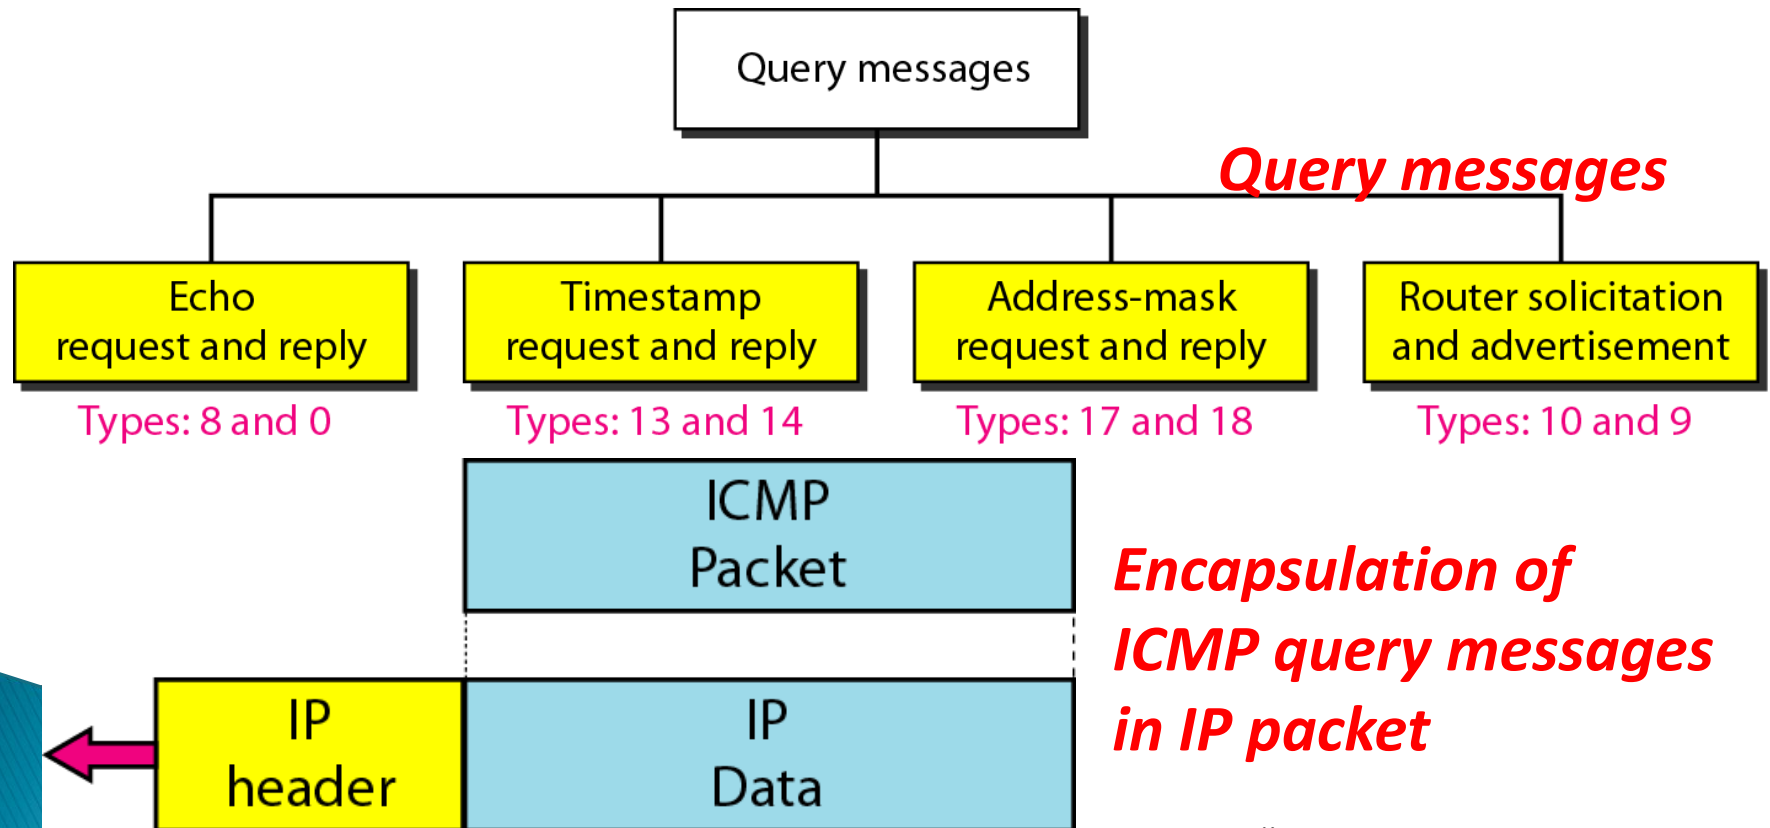 Query messages
Query messages
Echo
request and reply
Timestamp
request and reply
Address-mask
request and reply
Router solicitation
and advertisement
Types: 8 and 0
Types: 13 and 14
Types: 17 and 18
Types: 10 and 9
ICMP
Packet
Encapsulation of
ICMP query messages
in IP packet
IP
header
IP
Data